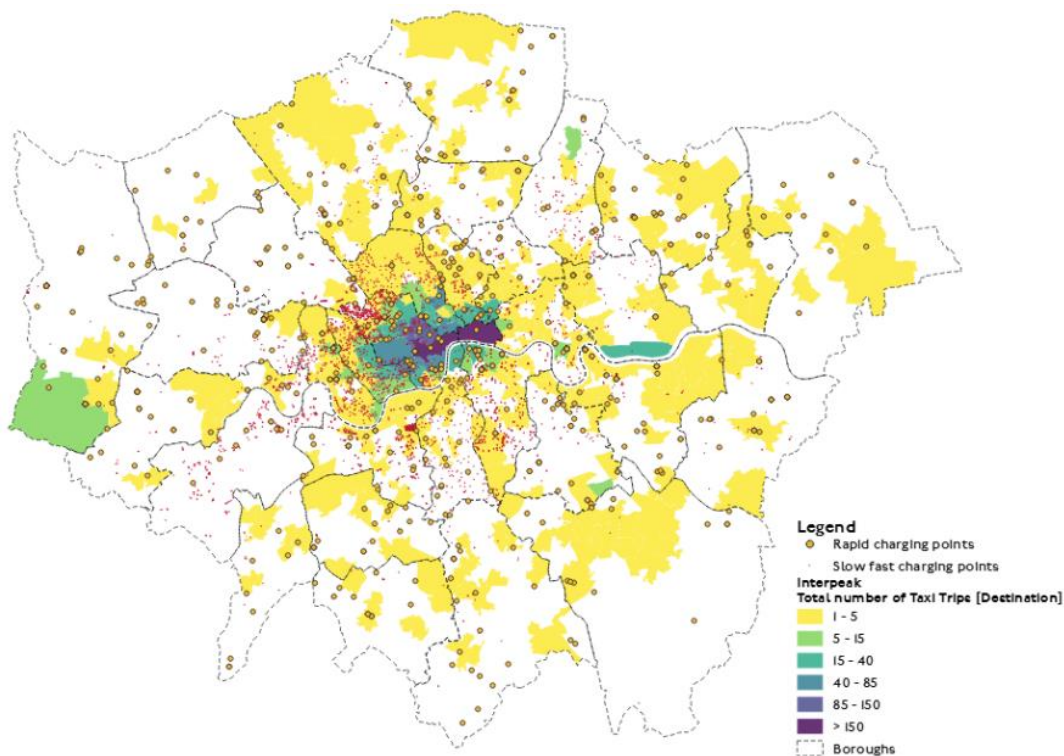 Legend
Rapid charging points
Slow fast charging points
Interpeak
Total number of Taxi Trips [Destination]
1 - 5
5 - 15
15 - 40
40 - 85
85 - 150
> 150
Boroughs